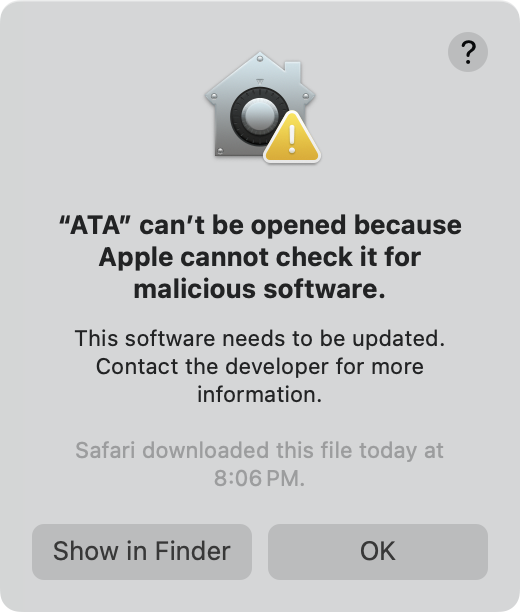 ?
“ATA” can’t be opened because
Apple cannot check it for
malicious software.
This software needs to be updated.
Contact the developer for more
information.
Safari downloaded this file today at
8:06 PM.
Show in Finder
OK